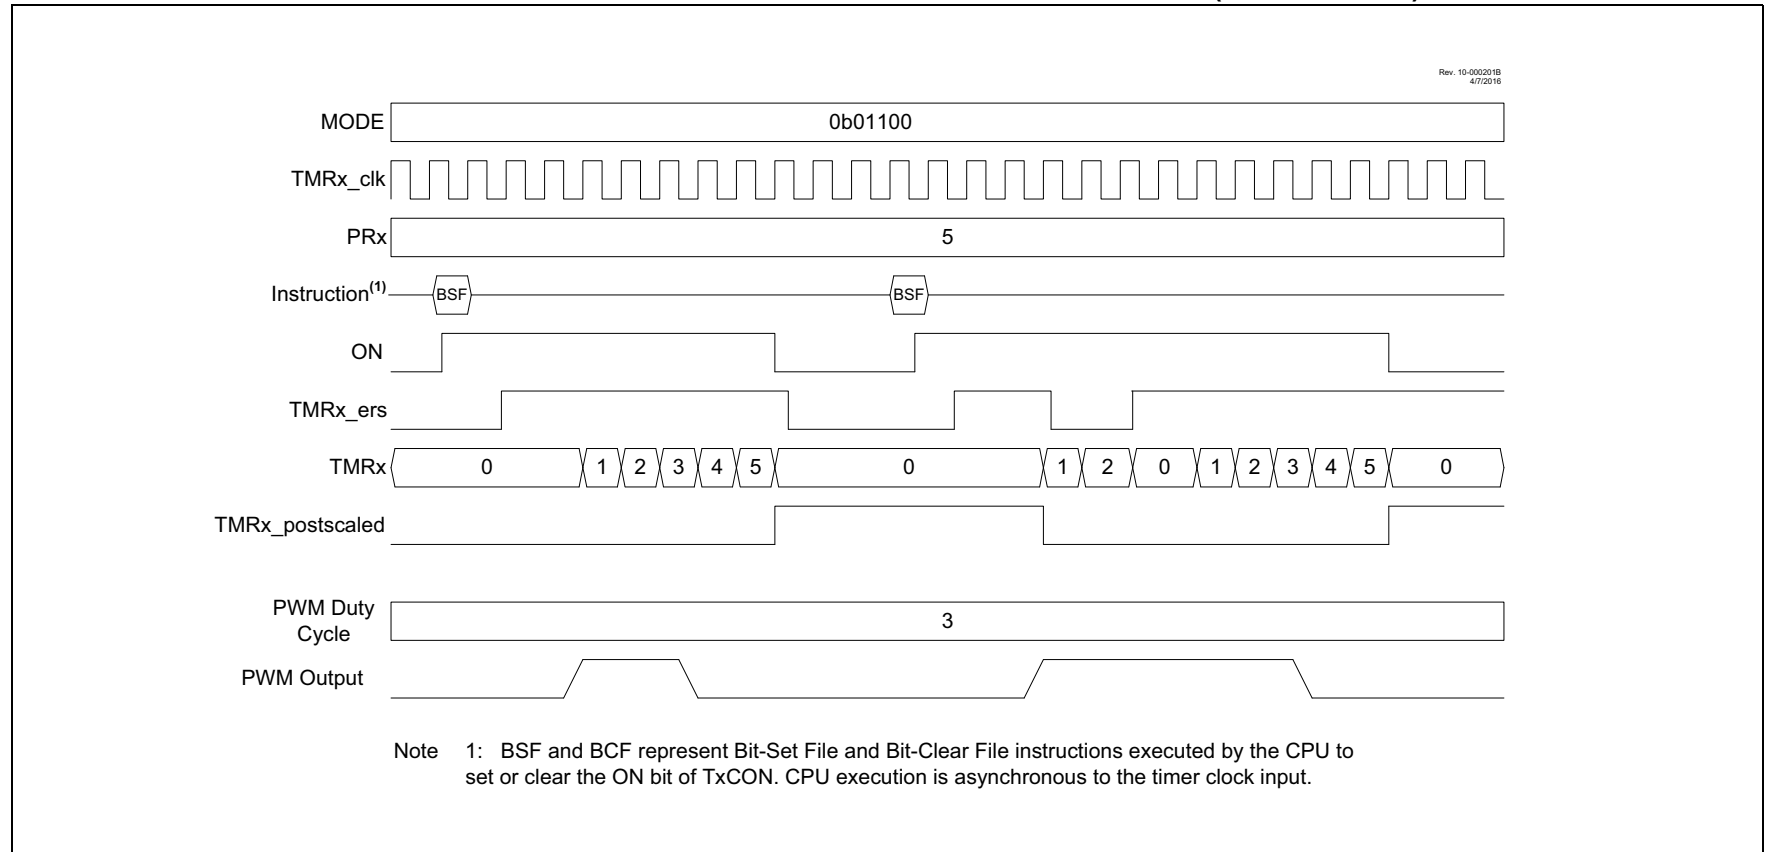 Rev. 10-000201B
4/7/2016
MODE 0b01100
TMRx_clk
PRx 5
Instruction(1) BSF BSF
ON
TMRx_ers
TMRx 0 1 2 3 4 5 0 1 2 0 1 2 3 4 5 0
TMRx_postscaled
PWM Duty
Cycle 3
PWM Output
Note 1: BSF and BCF represent Bit-Set File and Bit-Clear File instructions executed by the CPU to
set or clear the ON bit of TxCON. CPU execution is asynchronous to the timer clock input.